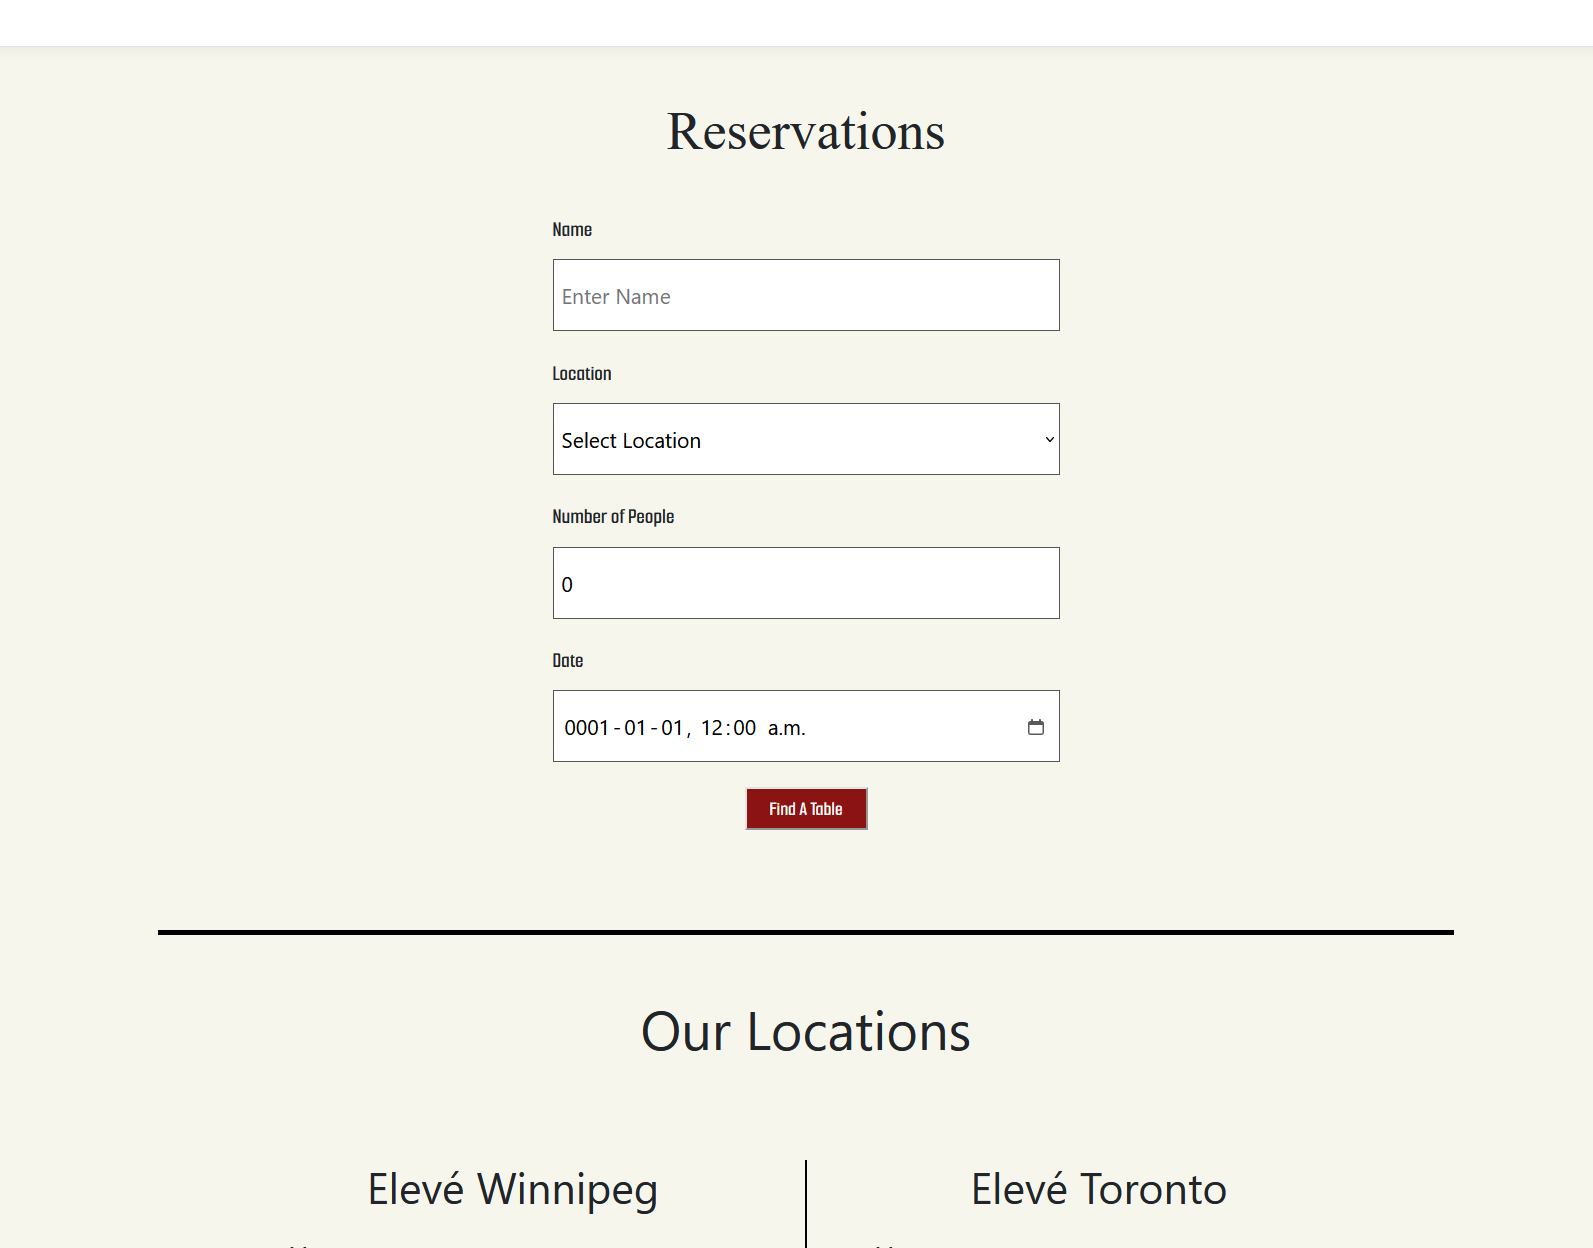 Reservations
Name
Enter Name
Location
Select Location
Number of People
0
Date
0001-01-01, 12:00 a.m.
Find A Table
Our Locations
Elevé Winnipeg
Elevé Toronto